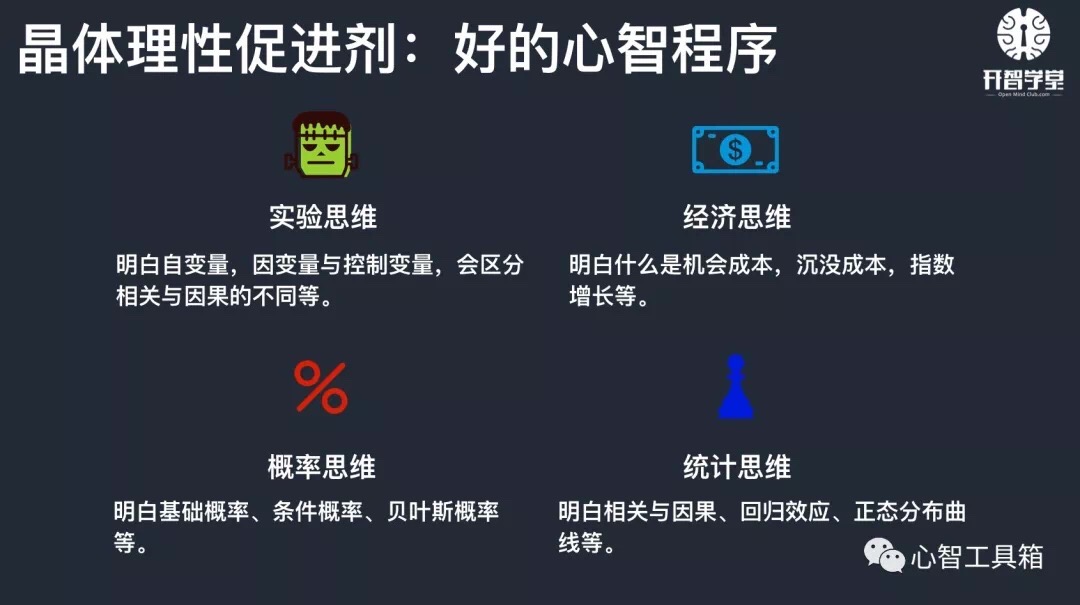 晶体理性促进剂：好的心智程序
开智学堂
Open Mind Club.com
实验思维
明白自变量，因变量与控制变量，会区分
相关与因果的不同等。
经济思维
明白什么是机会成本，沉没成本，指数
增长等。
概率思维
明白基础概率、条件概率、贝叶斯概率
等。
统计思维
明白相关与因果、回归效应、正态分布曲
线等。
心智工具箱